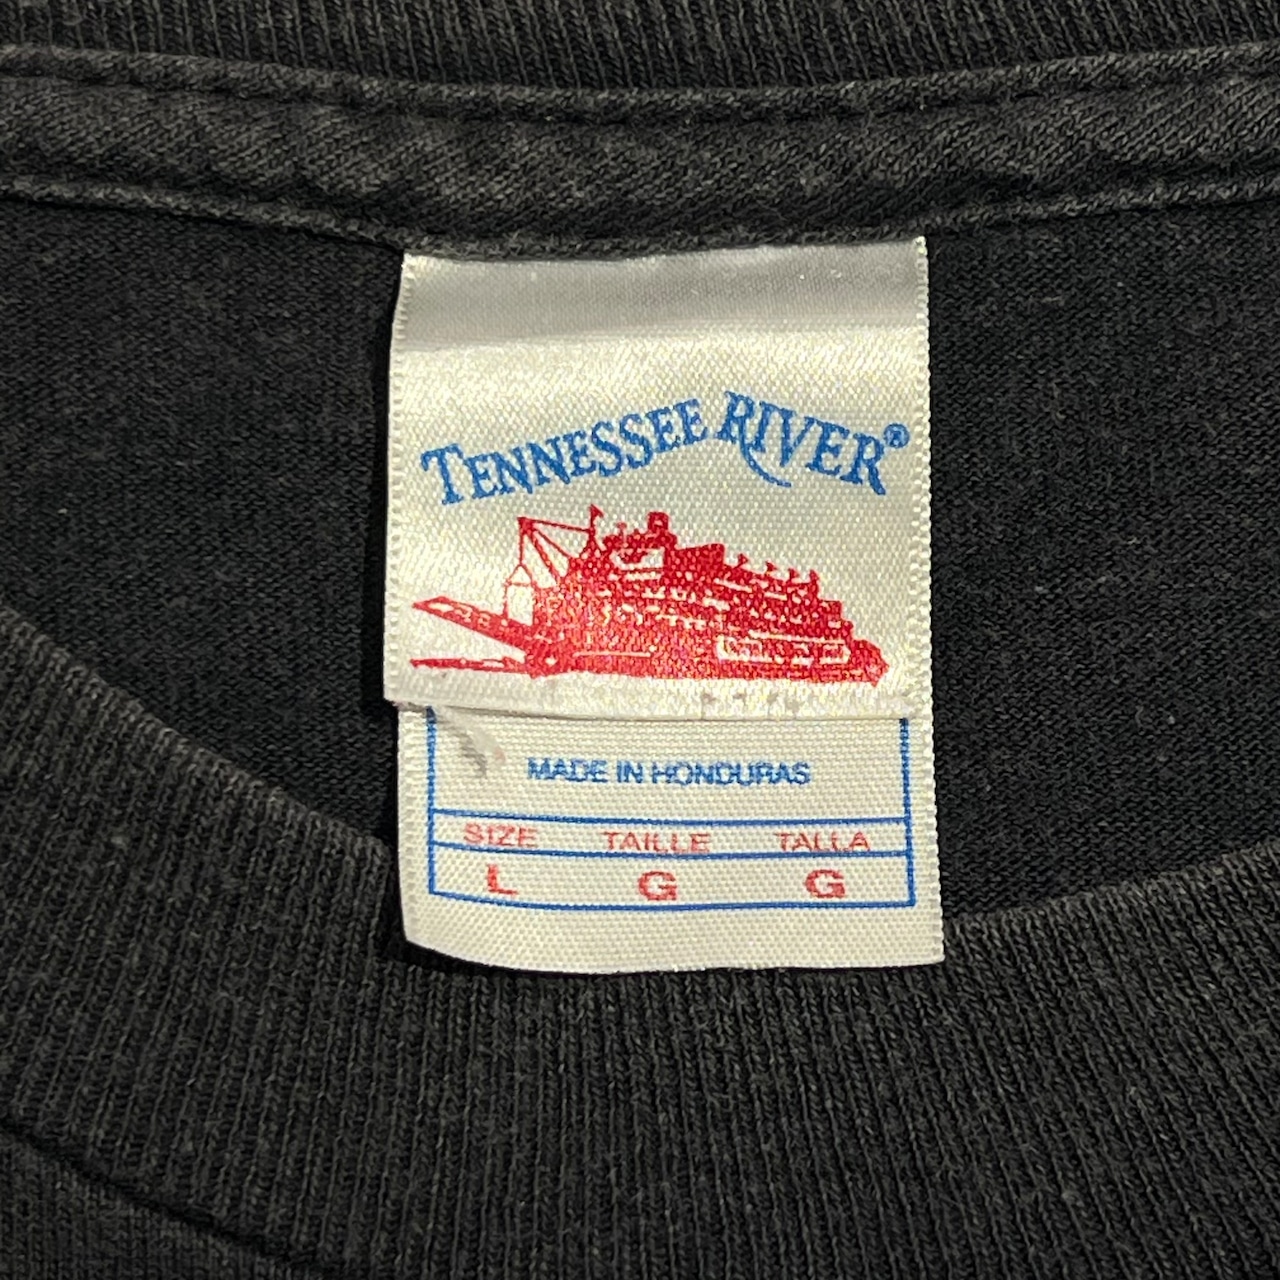 TENNESSEE RIVER®
MADE IN HONDURAS
SIZE TAILLE TALLA
L G G